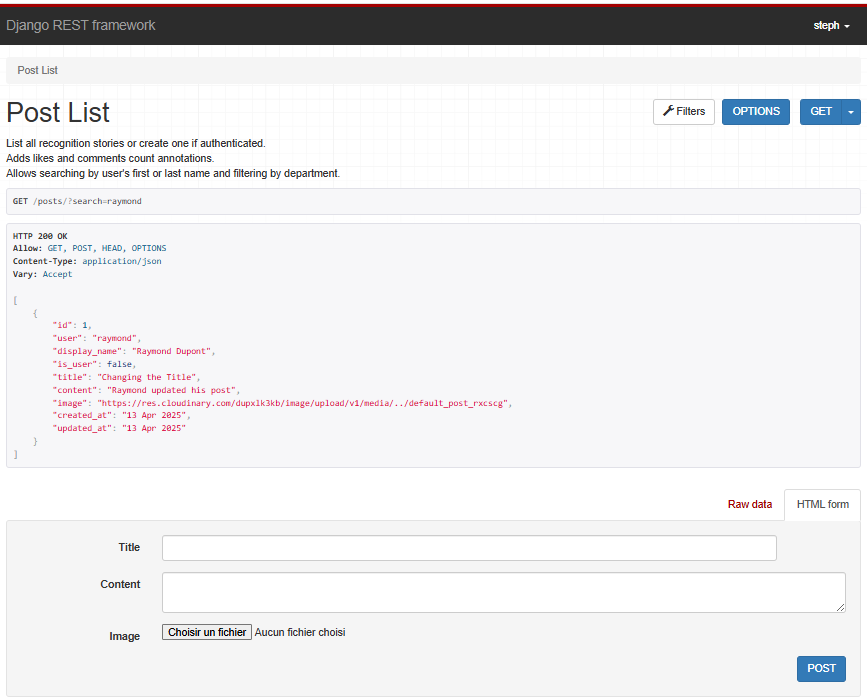 Django REST framework
steph
Post List
Post List
Filters
OPTIONS
GET
List all recognition stories or create one if authenticated.
Adds likes and comments count annotations.
Allows searching by user's first or last name and filtering by department.
GET /posts/?search=raymond
HTTP 200 OK
Allow: GET, POST, HEAD, OPTIONS
Content-Type: application/json
Vary: Accept
[
{
"id": 1,
"user": "raymond",
"display_name": "Raymond Dupont",
"is_user": false,
"title": "Changing the Title",
"content": "Raymond updated his post",
"image": "https://res.cloudinary.com/dupxlk3kb/image/upload/v1/media/../default_post_rxcscg",
"created_at": "13 Apr 2025",
"updated_at": "13 Apr 2025"
}
]
Raw data
HTML form
Title
Content
Image
Choisir un fichier Aucun fichier choisi
POST